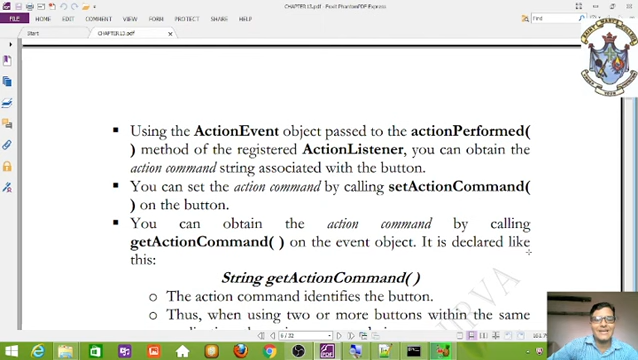 CHAPTER13.pdf - Foxit PhantomPDF Express
FILE HOME EDIT COMMENT VIEW FORM PROTECT SHARE HELP
Find
Start CHAPTER13.pdf
▪ Using the ActionEvent object passed to the actionPerformed(
) method of the registered ActionListener, you can obtain the
action command string associated with the button.
▪ You can set the action command by calling setActionCommand(
) on the button.
▪ You can obtain the action command by calling
getActionCommand( ) on the event object. It is declared like
this:
String getActionCommand( )
o The action command identifies the button.
o Thus, when using two or more buttons within the same
6 / 32